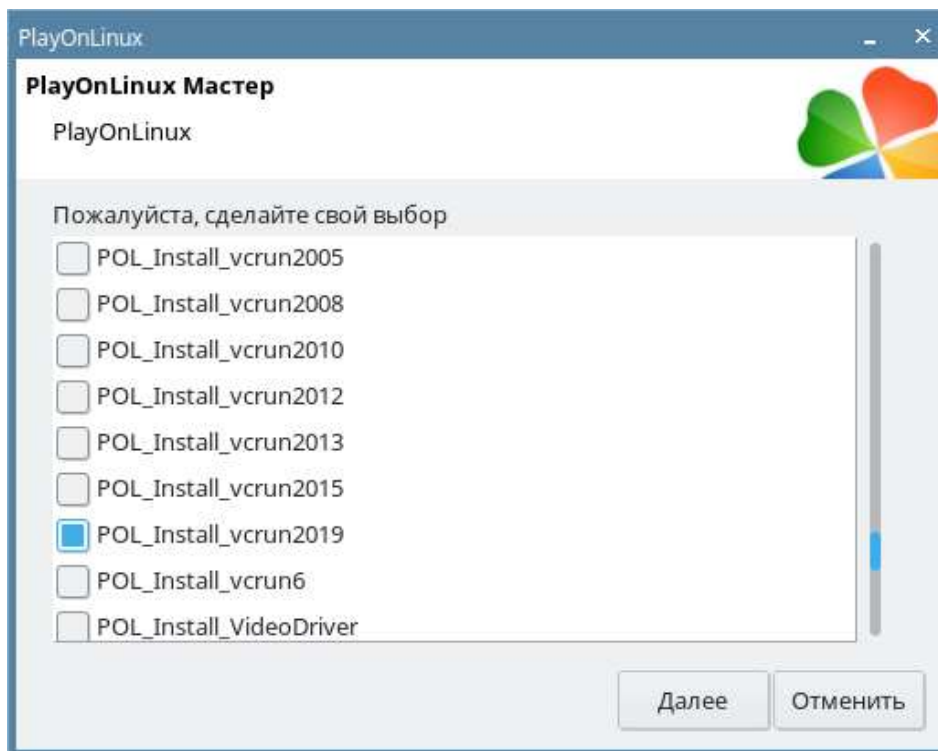 PlayOnLinux
PlayOnLinux Мастер
PlayOnLinux
Пожалуйста, сделайте свой выбор
POL_Install_vcrun2005
POL_Install_vcrun2008
POL_Install_vcrun2010
POL_Install_vcrun2012
POL_Install_vcrun2013
POL_Install_vcrun2015
POL_Install_vcrun2019
POL_Install_vcrun6
POL_Install_VideoDriver
Далее Отменить